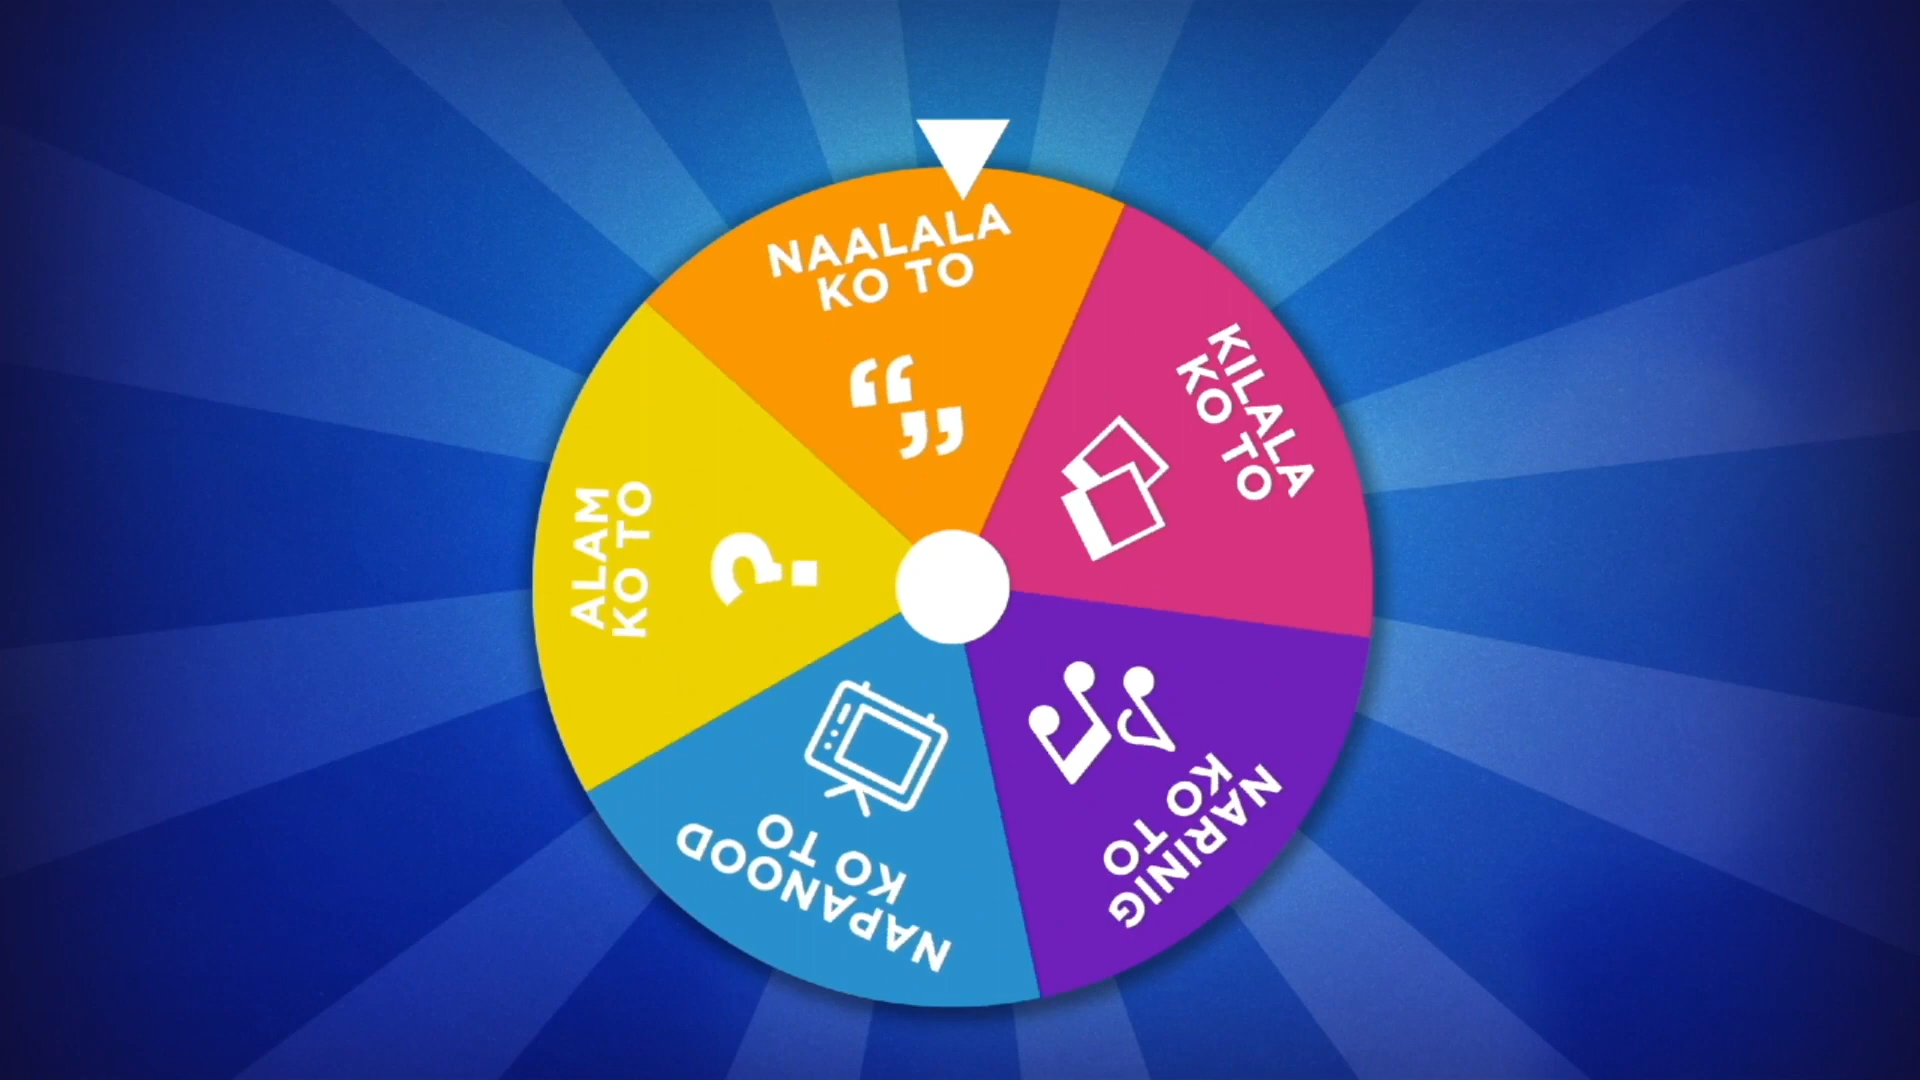 NAALALA
KO TO
KILALA
KO TO
NARINIG
KO TO
NAPANOOD
KO TO
ALAM
KO TO